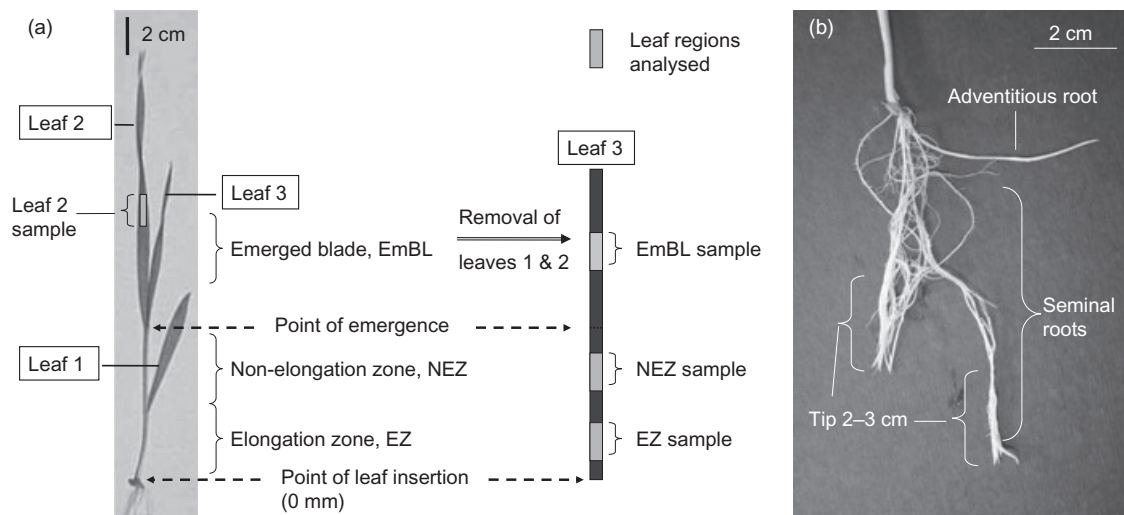 (a)
2 cm
Leaf 2
Leaf 3
Leaf 2
sample
Emerged blade, EmBL
Point of emergence
Leaf 1
Non-elongation zone, NEZ
Elongation zone, EZ
Point of leaf insertion
(0 mm)
Removal of
leaves 1 & 2
Leaf regions
analysed
Leaf 3
EmBL sample
NEZ sample
EZ sample
(b)
2 cm
Adventitious root
Seminal
roots
Tip 2–3 cm